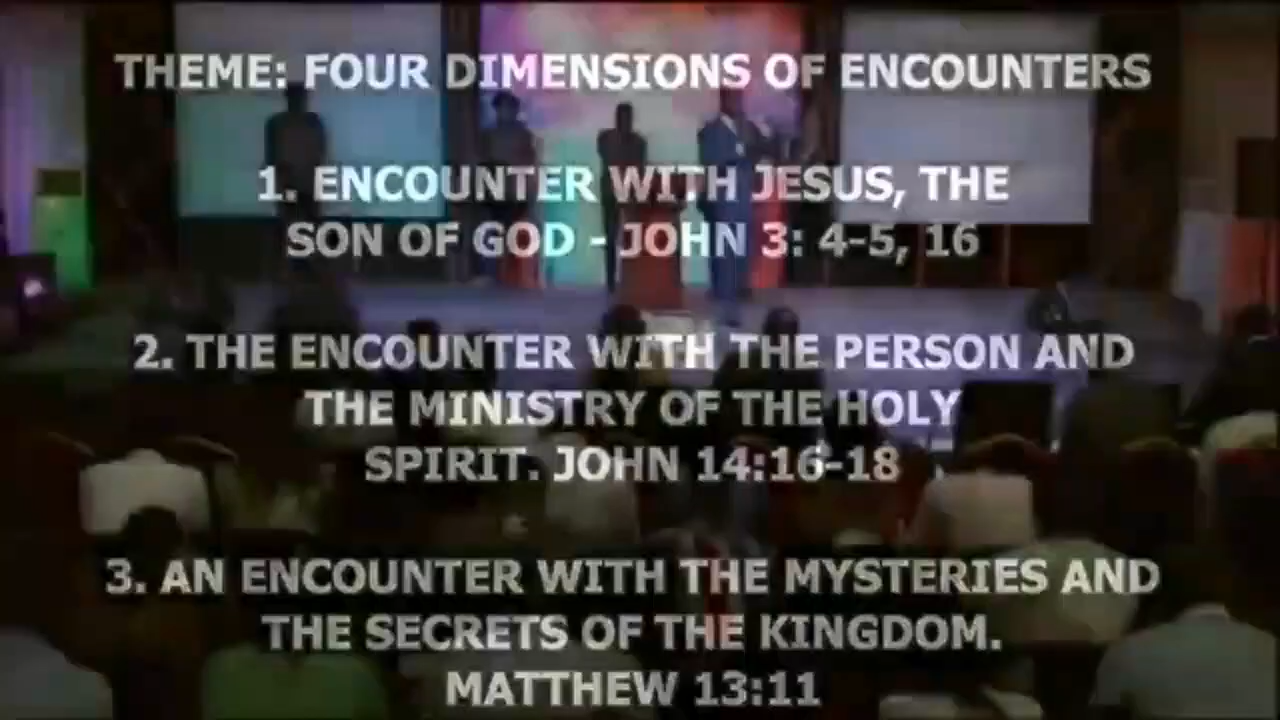 THEME: FOUR DIMENSIONS OF ENCOUNTERS
1. ENCOUNTER WITH JESUS, THE
SON OF GOD - JOHN 3: 4-5, 16
2. THE ENCOUNTER WITH THE PERSON AND
THE MINISTRY OF THE HOLY
SPIRIT. JOHN 14:16-18
3. AN ENCOUNTER WITH THE MYSTERIES AND
THE SECRETS OF THE KINGDOM.
MATTHEW 13:11